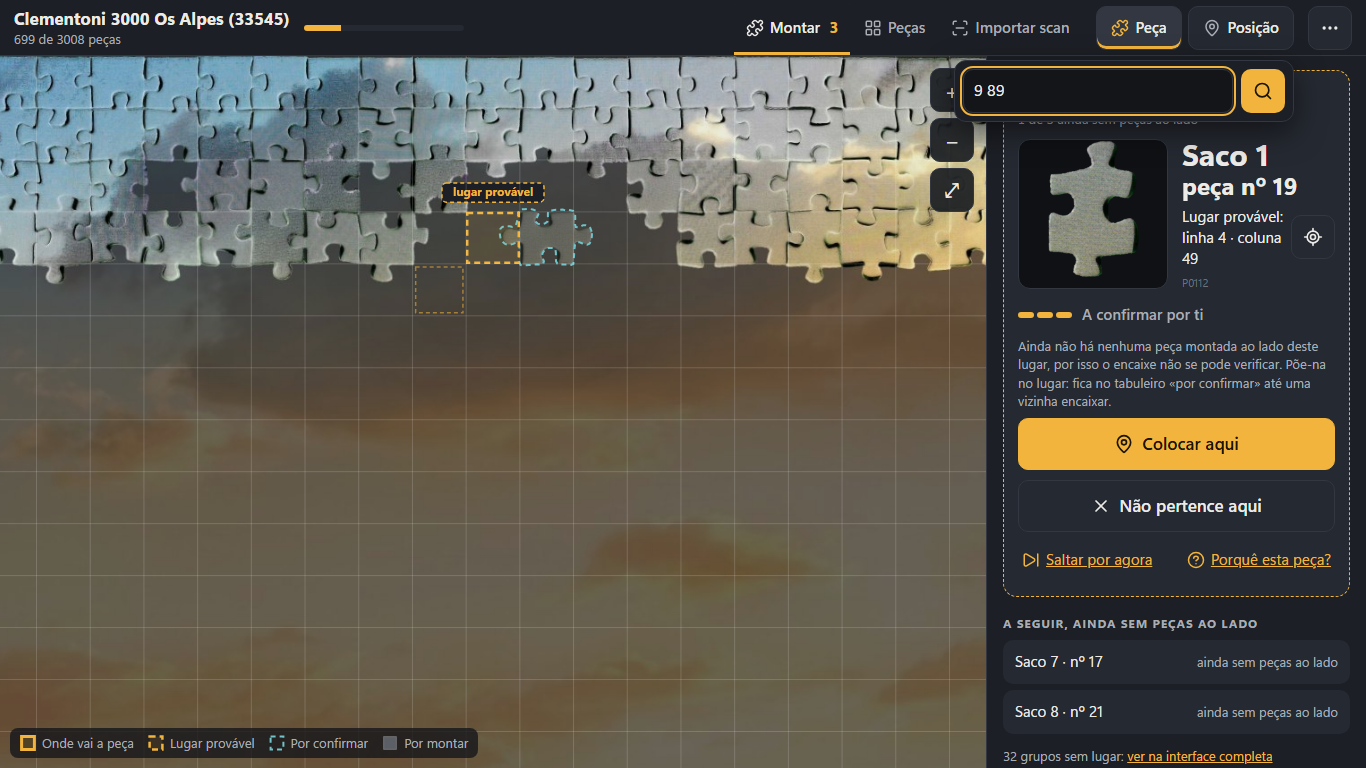 Clementoni 3000 Os Alpes (33545)
699 de 3008 peças
Montar 3
Peças
Importar scan
Peça
Posição
9 89
lugar provável
Saco 1
peça nº 19
Lugar provável:
linha 4 · coluna
49
P0112
A confirmar por ti
Ainda não há nenhuma peça montada ao lado deste
lugar, por isso o encaixe não se pode verificar. Põe-na
no lugar: fica no tabuleiro «por confirmar» até uma
vizinha encaixar.
Colocar aqui
Não pertence aqui
Saltar por agora
Porquê esta peça?
A SEGUIR, AINDA SEM PEÇAS AO LADO
Saco 7 · nº 17
ainda sem peças ao lado
Saco 8 · nº 21
ainda sem peças ao lado
32 grupos sem lugar: ver na interface completa
Onde vai a peça
Lugar provável
Por confirmar
Por montar